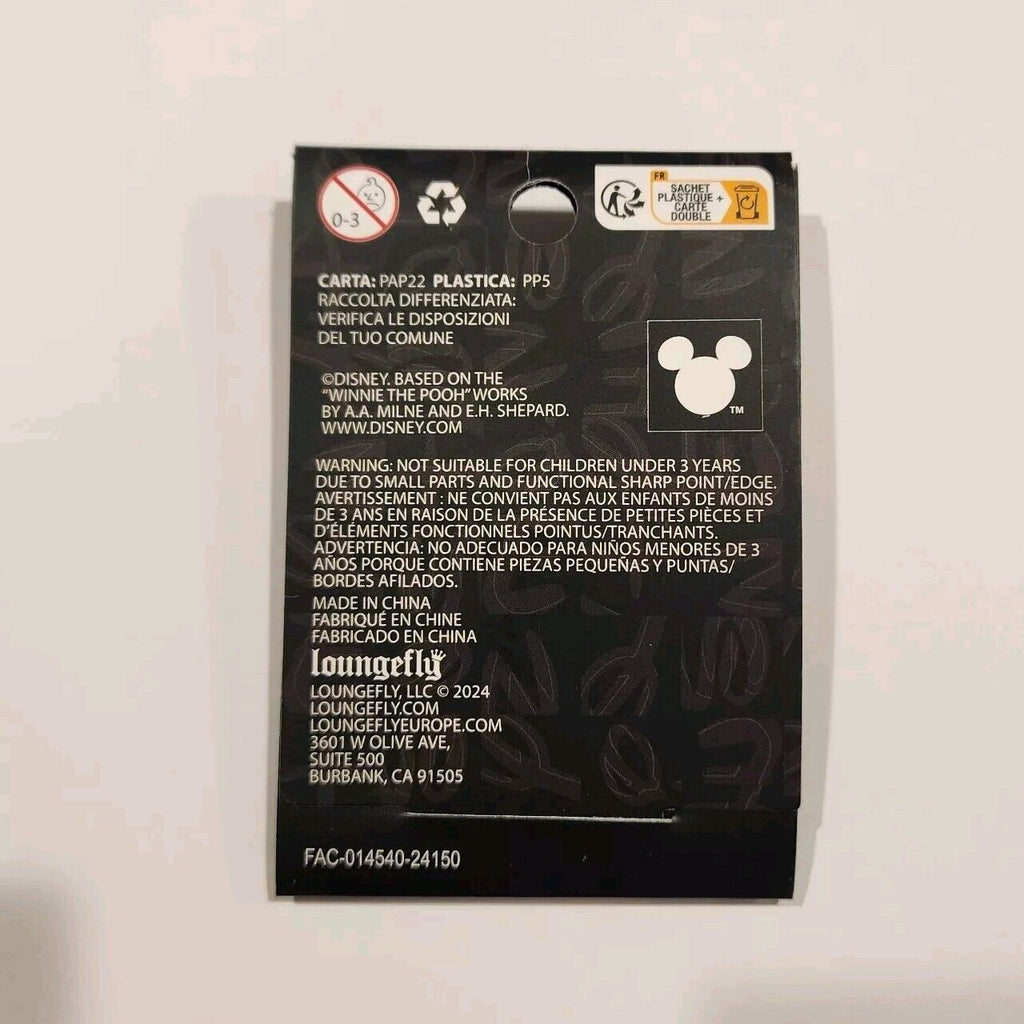 0-3
FR
SACHET
PLASTIQUE +
CARTE
DOUBLE
CARTA: PAP22 PLASTICA: PP5
RACCOLTA DIFFERENZIATA:
VERIFICA LE DISPOSIZIONI
DEL TUO COMUNE
©DISNEY. BASED ON THE
"WINNIE THE POOH" WORKS
BY A.A. MILNE AND E.H. SHEPARD.
WWW.DISNEY.COM
TM
WARNING: NOT SUITABLE FOR CHILDREN UNDER 3 YEARS
DUE TO SMALL PARTS AND FUNCTIONAL SHARP POINT/EDGE.
AVERTISSEMENT : NE CONVIENT PAS AUX ENFANTS DE MOINS
DE 3 ANS EN RAISON DE LA PRÉSENCE DE PETITES PIÈCES ET
D'ÉLÉMENTS FONCTIONNELS POINTUS/TRANCHANTS.
ADVERTENCIA: NO ADECUADO PARA NIÑOS MENORES DE 3
AÑOS PORQUE CONTIENE PIEZAS PEQUEÑAS Y PUNTAS/
BORDES AFILADOS.
MADE IN CHINA
FABRIQUÉ EN CHINE
FABRICADO EN CHINA
loungefly
LOUNGEFLY, LLC © 2024
LOUNGEFLY.COM
LOUNGEFLYEUROPE.COM
3601 W OLIVE AVE,
SUITE 500
BURBANK, CA 91505
FAC-014540-24150